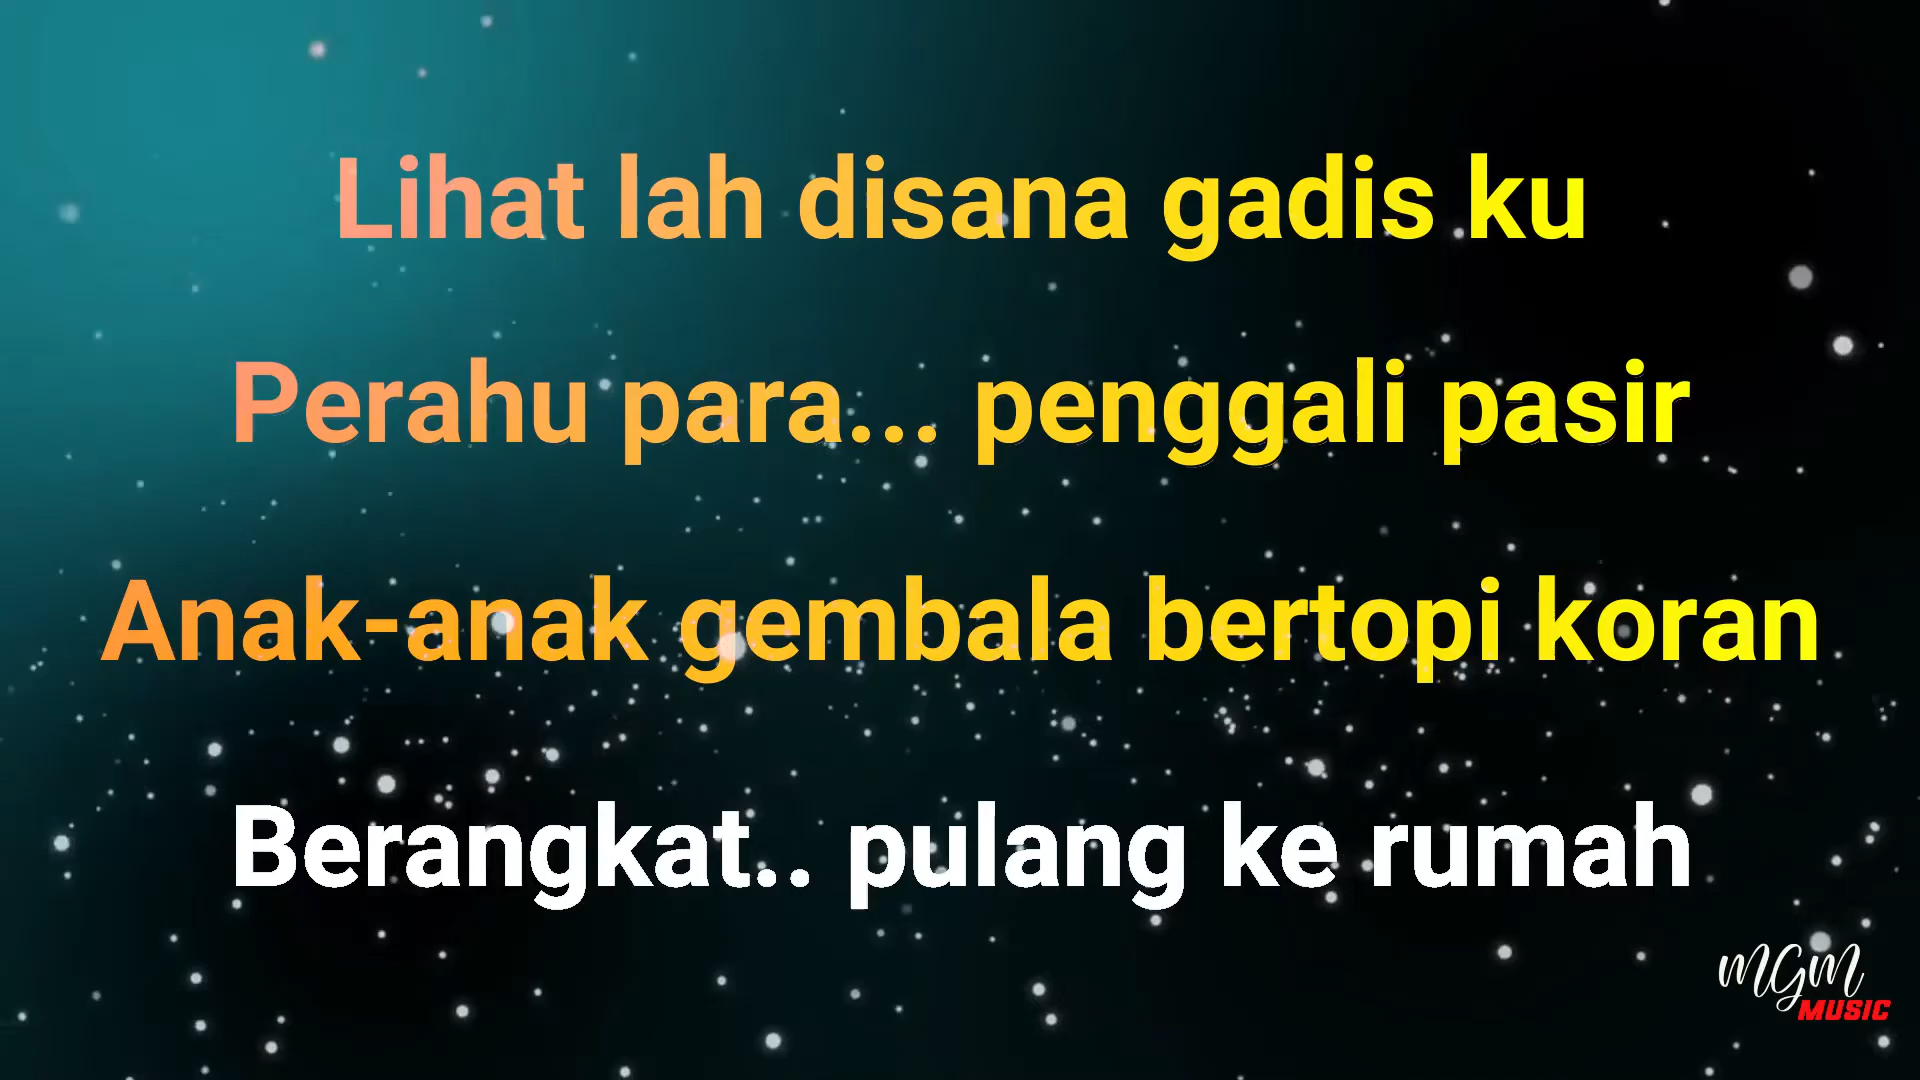 Lihat lah disana gadis ku
Perahu para... penggali pasir
Anak-anak gembala bertopi koran
Berangkat.. pulang ke rumah
MGM
MUSIC